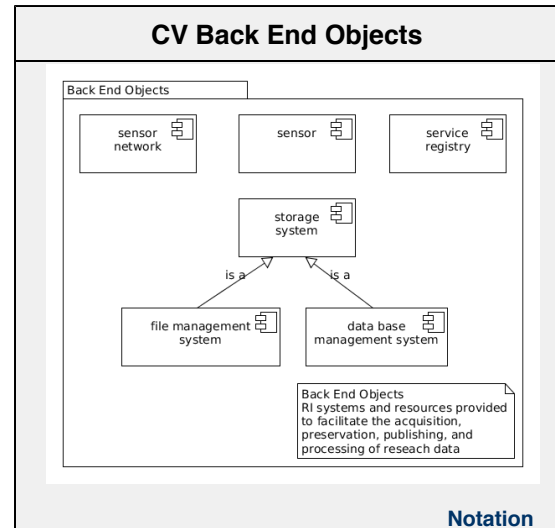 CV Back End Objects
Back End Objects
sensor
network
sensor
service
registry
storage
system
is a
is a
file management
system
data base
management system
Back End Objects
RI systems and resources provided
to facilitate the acquisition,
preservation, publishing, and
processing of reseach data
Notation